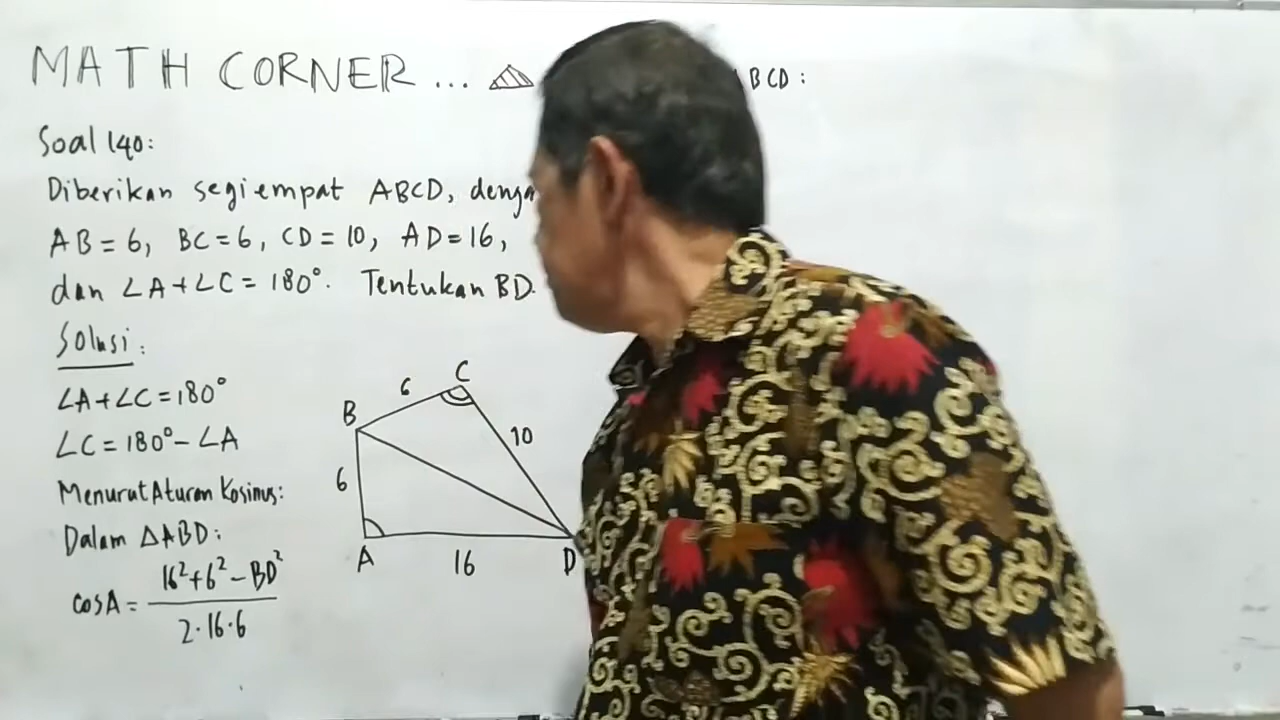 MATH CORNER ...
BCD:
Soal 140:
Diberikan segiempat ABCD, denga
AB = 6, BC = 6, CD = 10, AD = 16,
dan ∠A + ∠C = 180°. Tentukan BD.
Solusi:
∠A + ∠C = 180°
∠C = 180° - ∠A
Menurut Aturan Kosinus:
Dalam △ABD:
cos A = 16² + 6² - BD²
2·16·6
C
6
B
10
6
A
16
D